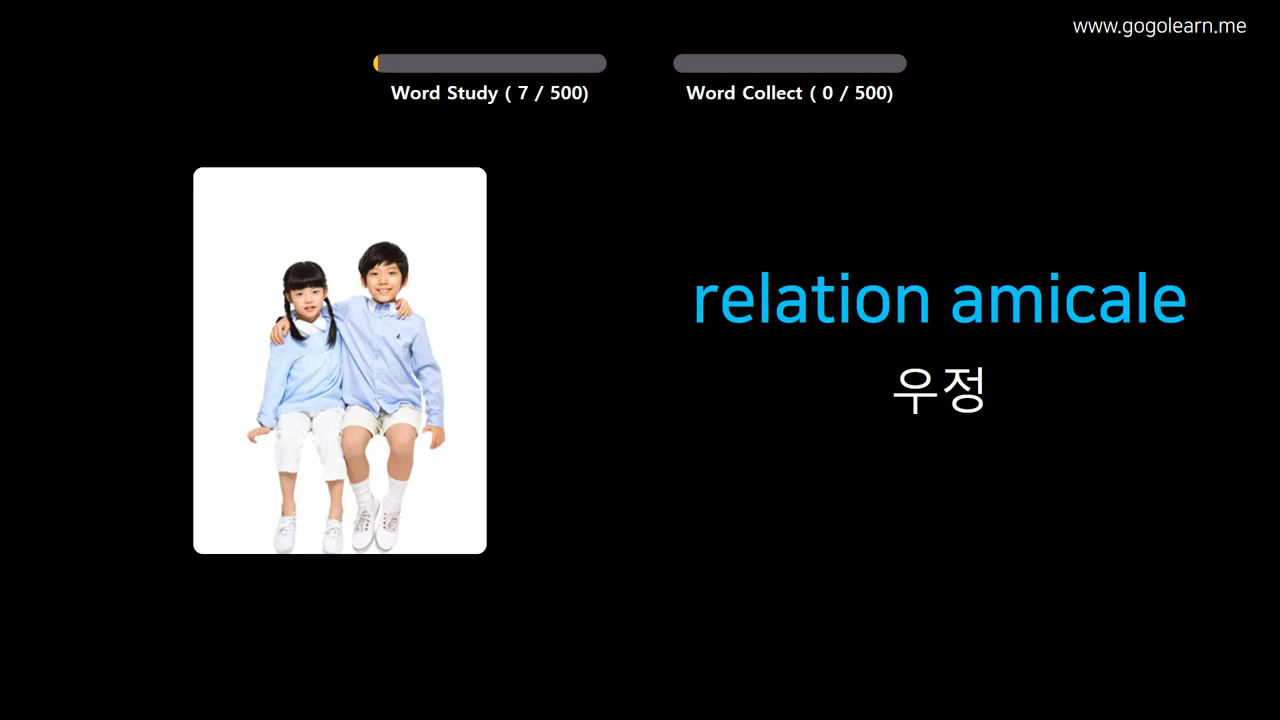 www.gogolearn.me
Word Study ( 7 / 500)
Word Collect ( 0 / 500)
relation amicale
우정